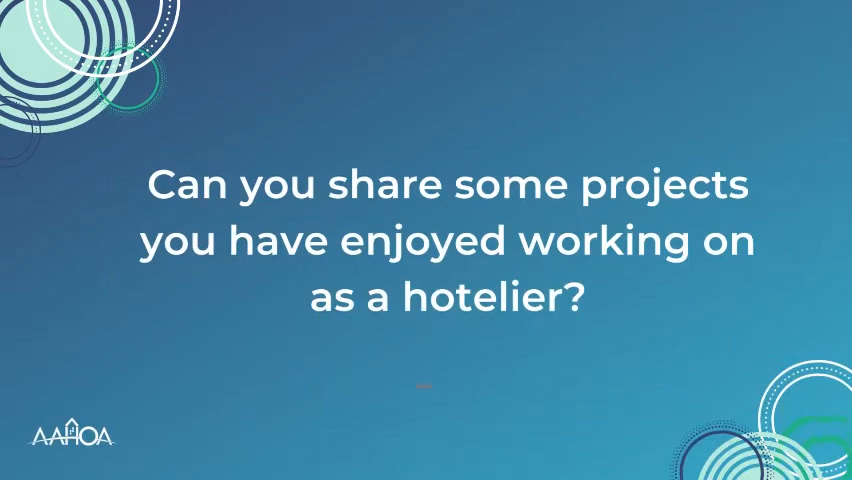 Can you share some projects
you have enjoyed working on
as a hotelier?
AAHOA